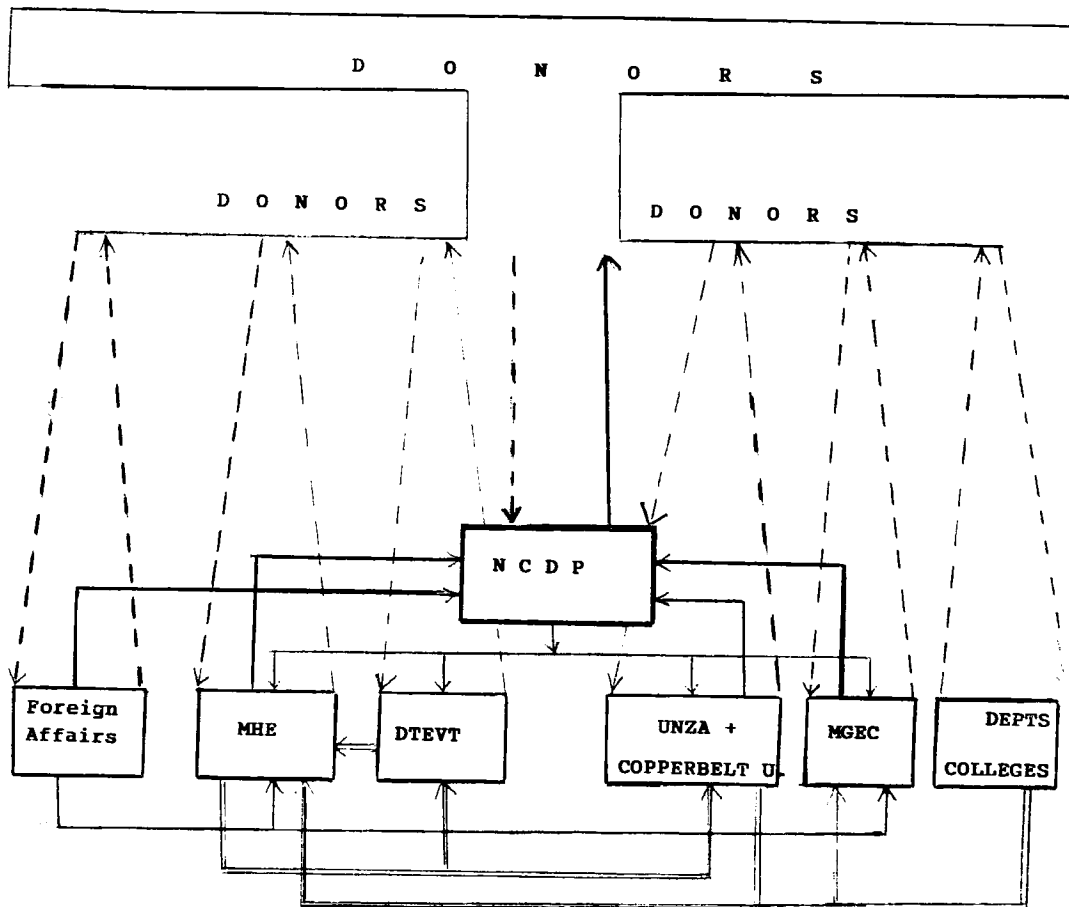 D O N O R S
D O N O R S
D O N O R S
N C D P
Foreign
Affairs
MHE
DTEVT
UNZA +
COPPERBELT U.
MGEC
DEPTS
COLLEGES